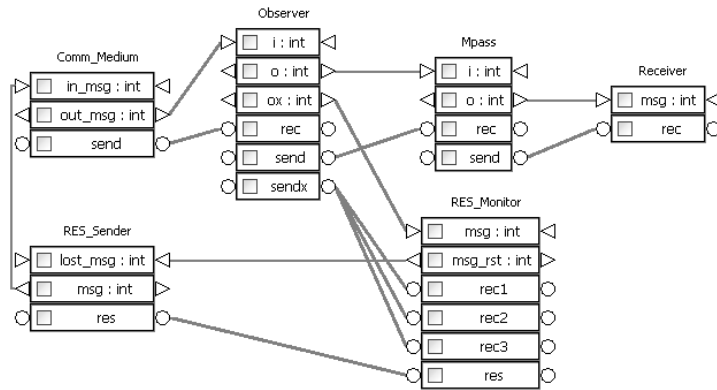 Observer
i : int
o : int
ox : int
rec
send
sendx
Comm_Medium
in_msg : int
out_msg : int
send
Mpass
i : int
o : int
rec
send
Receiver
msg : int
rec
RES_Sender
lost_msg : int
msg : int
res
RES_Monitor
msg : int
msg_rst : int
rec1
rec2
rec3
res